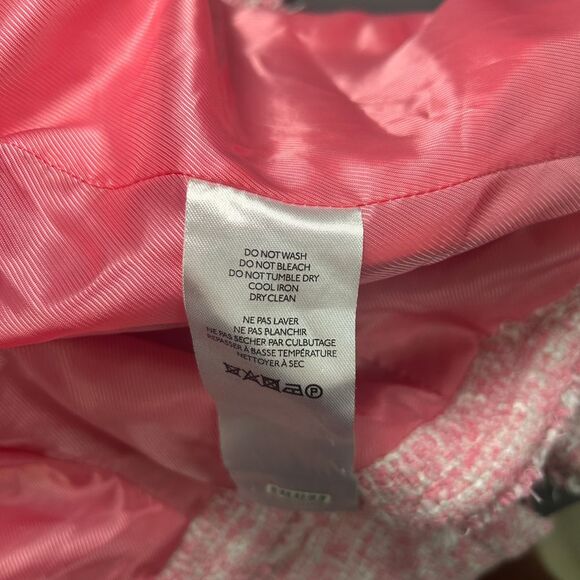 DO NOT WASH
DO NOT BLEACH
DO NOT TUMBLE DRY
COOL IRON
DRY CLEAN
NE PAS LAVER
NE PAS BLANCHIR
NE PAS SECHER PAR CULBUTAGE
REPASSER À BASSE TEMPÉRATURE
NETTOYER À SEC
P